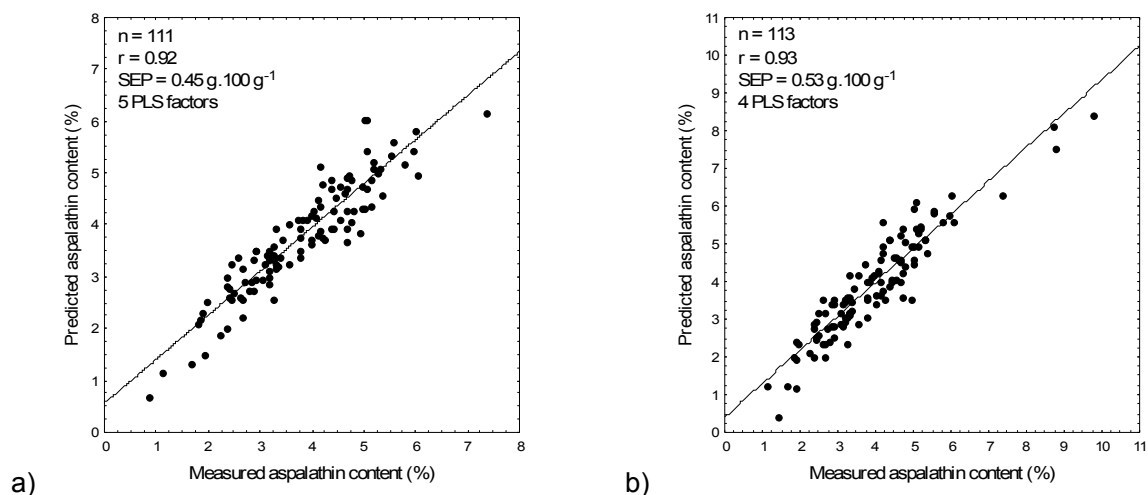 8
7
6
5
4
3
2
1
0
n = 111
r = 0.92
SEP = 0.45 g.100 g⁻¹
5 PLS factors
Predicted aspalathin content (%)
0 1 2 3 4 5 6 7 8
Measured aspalathin content (%)
a)
11
10
9
8
7
6
5
4
3
2
1
0
n = 113
r = 0.93
SEP = 0.53 g.100 g⁻¹
4 PLS factors
Predicted aspalathin content (%)
0 1 2 3 4 5 6 7 8 9 10 11
Measured aspalathin content (%)
b)